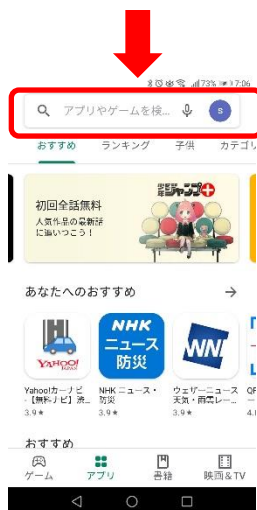 73% 7:06
アプリやゲームを検...
S
おすすめ ランキング 子供 カテゴリ
少年ジャンプ+
初回全話無料
人気作品の最新話
に追いつこう!
あなたへのおすすめ →
YAHOO!
JAPAN
NHK
ニュース
防災
WNI
Yahoo!カーナビ
-【無料ナビ】渋...
3.9★
NHK ニュース・
防災
3.9★
ウェザーニュース
天気・雨雲レー...
3.9★
QR
4.
おすすめ
ゲーム アプリ 書籍 映画&TV